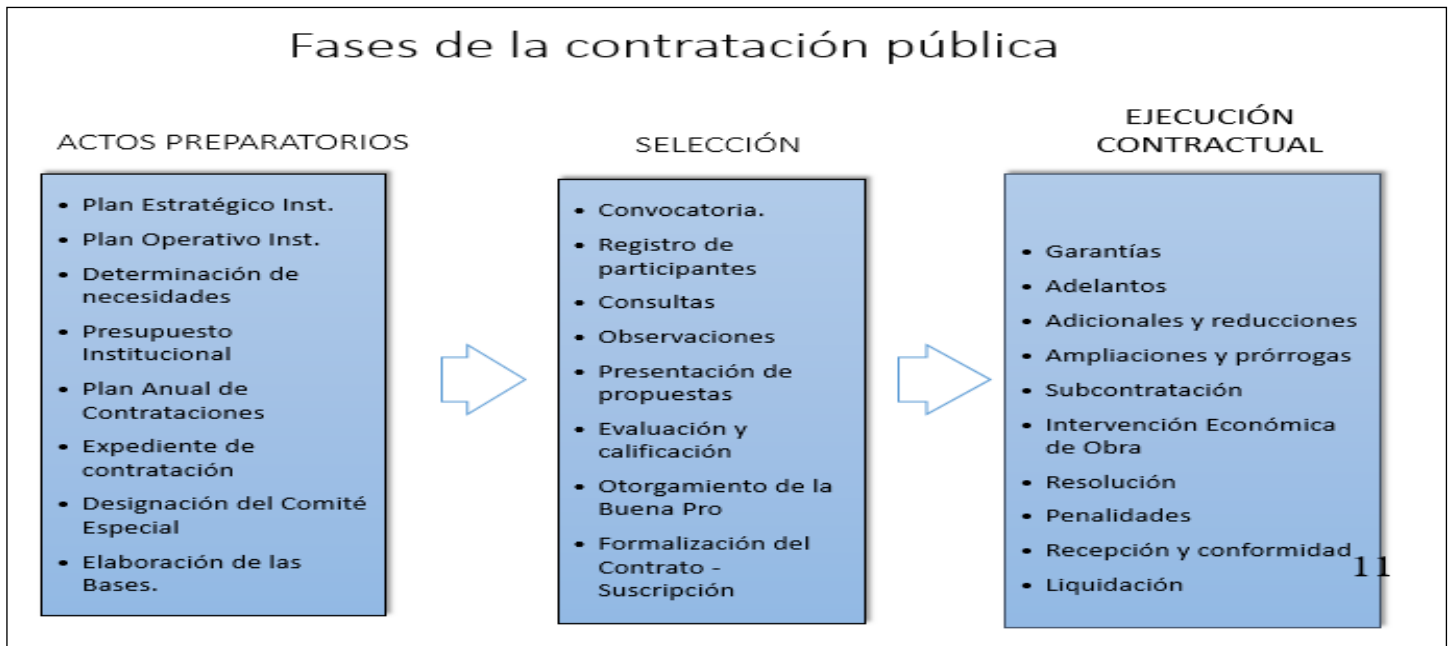 Fases de la contratación pública
ACTOS PREPARATORIOS
• Plan Estratégico Inst.
• Plan Operativo Inst.
• Determinación de
necesidades
• Presupuesto
Institucional
• Plan Anual de
Contrataciones
• Expediente de
contratación
• Designación del Comité
Especial
• Elaboración de las
Bases.
SELECCIÓN
• Convocatoria.
• Registro de
participantes
• Consultas
• Observaciones
• Presentación de
propuestas
• Evaluación y
calificación
• Otorgamiento de la
Buena Pro
• Formalización del
Contrato -
Suscripción
EJECUCIÓN
CONTRACTUAL
• Garantías
• Adelantos
• Adicionales y reducciones
• Ampliaciones y prórrogas
• Subcontratación
• Intervención Económica
de Obra
• Resolución
• Penalidades
• Recepción y conformidad
• Liquidación
11